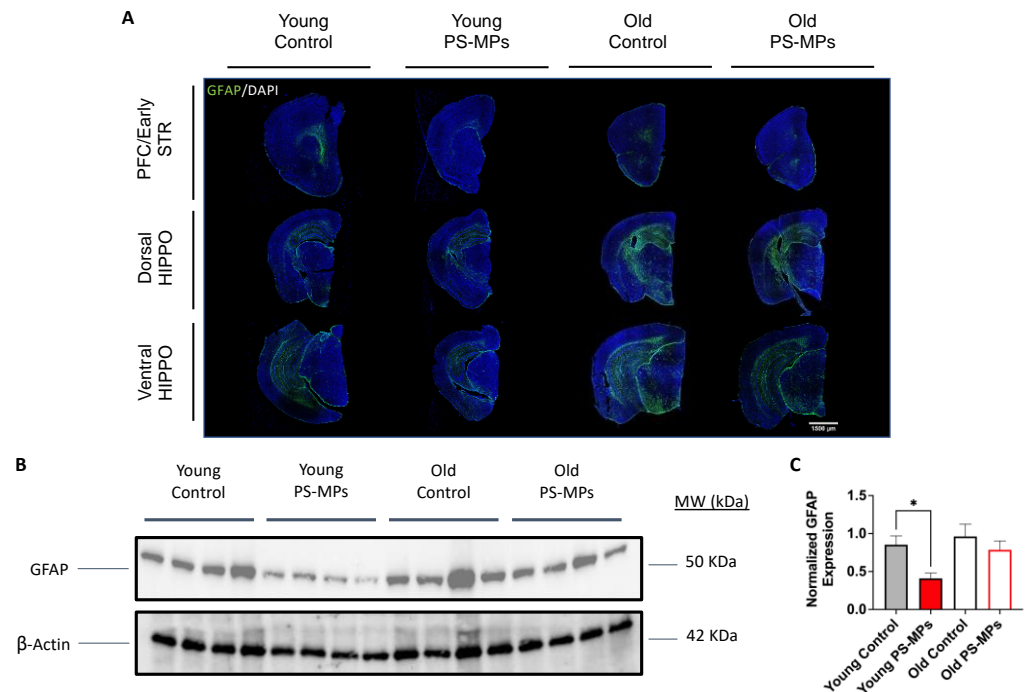 A
Young
Control
Young
PS-MPs
Old
Control
Old
PS-MPs
GFAP/DAPI
PFC/Early
STR
Dorsal
HIPPO
Ventral
HIPPO
1500 µm
B
Young
Control
Young
PS-MPs
Old
Control
Old
PS-MPs
MW (kDa)
GFAP
50 KDa
β-Actin
42 KDa
C
Normalized GFAP
Expression
1.5
1.0
0.5
0.0
*
Young Control
Young PS-MPs
Old Control
Old PS-MPs